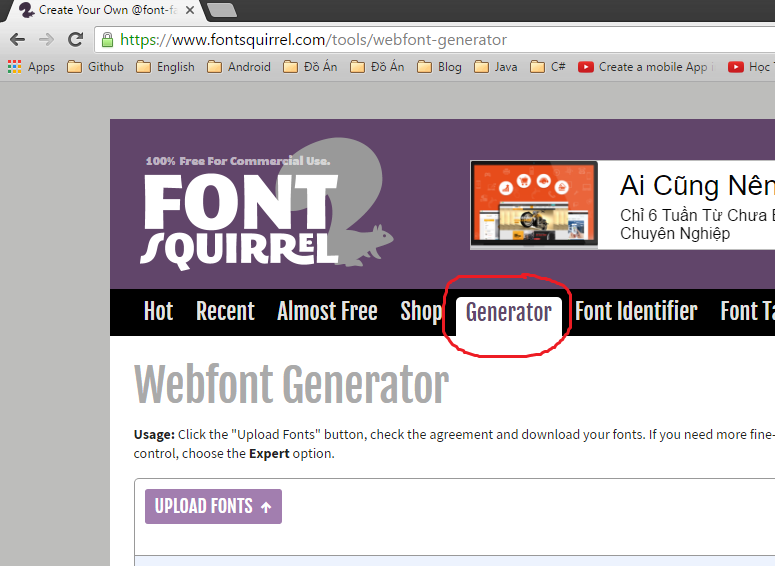 Create Your Own @font-fa
https://www.fontsquirrel.com/tools/webfont-generator
Apps Github English Android Đồ Án Đồ Án Blog Java C# Create a mobile App Học
100% Free For Commercial Use.
FONT
SQUIRREL
Ai Cũng Nên
Chỉ 6 Tuần Từ Chưa
Chuyên Nghiệp
Hot Recent Almost Free Shop Generator Font Identifier Font Ta
Webfont Generator
Usage: Click the "Upload Fonts" button, check the agreement and download your fonts. If you need more fine-
control, choose the Expert option.
UPLOAD FONTS